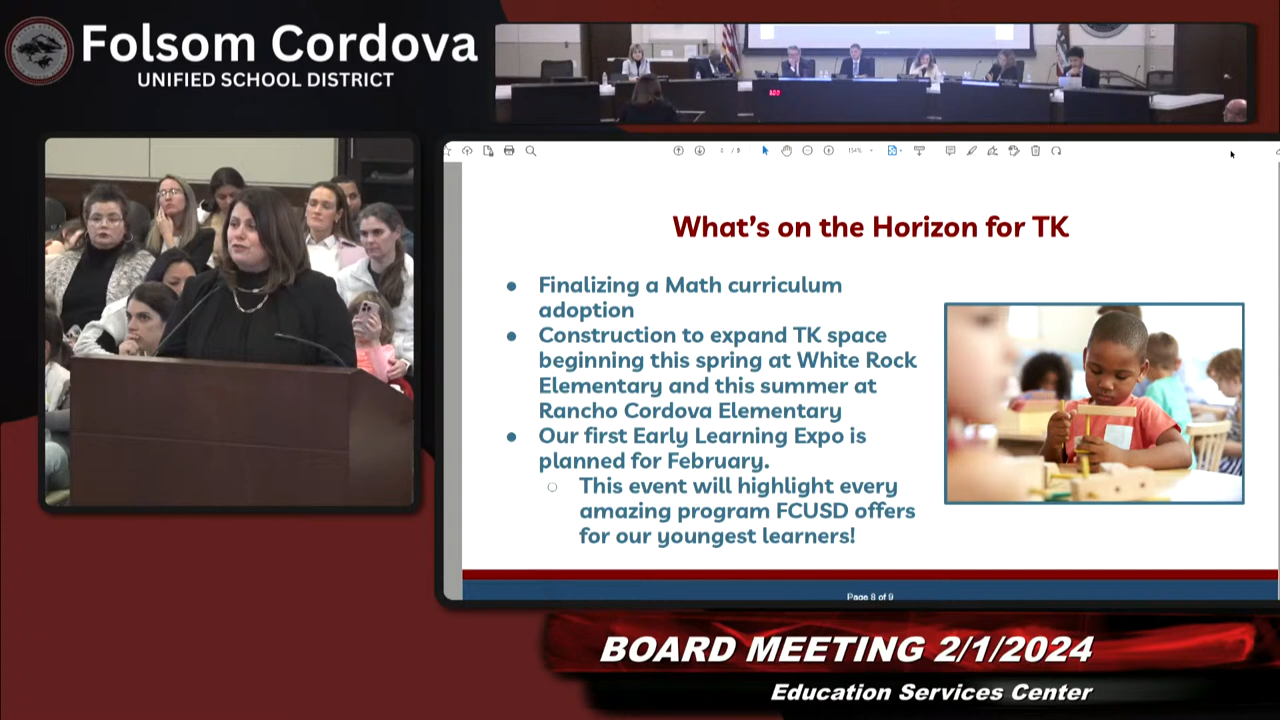 Folsom Cordova
UNIFIED SCHOOL DISTRICT
What's on the Horizon for TK
● Finalizing a Math curriculum
adoption
● Construction to expand TK space
beginning this spring at White Rock
Elementary and this summer at
Rancho Cordova Elementary
● Our first Early Learning Expo is
planned for February.
○ This event will highlight every
amazing program FCUSD offers
for our youngest learners!
Page 8 of 9
BOARD MEETING 2/1/2024
Education Services Center